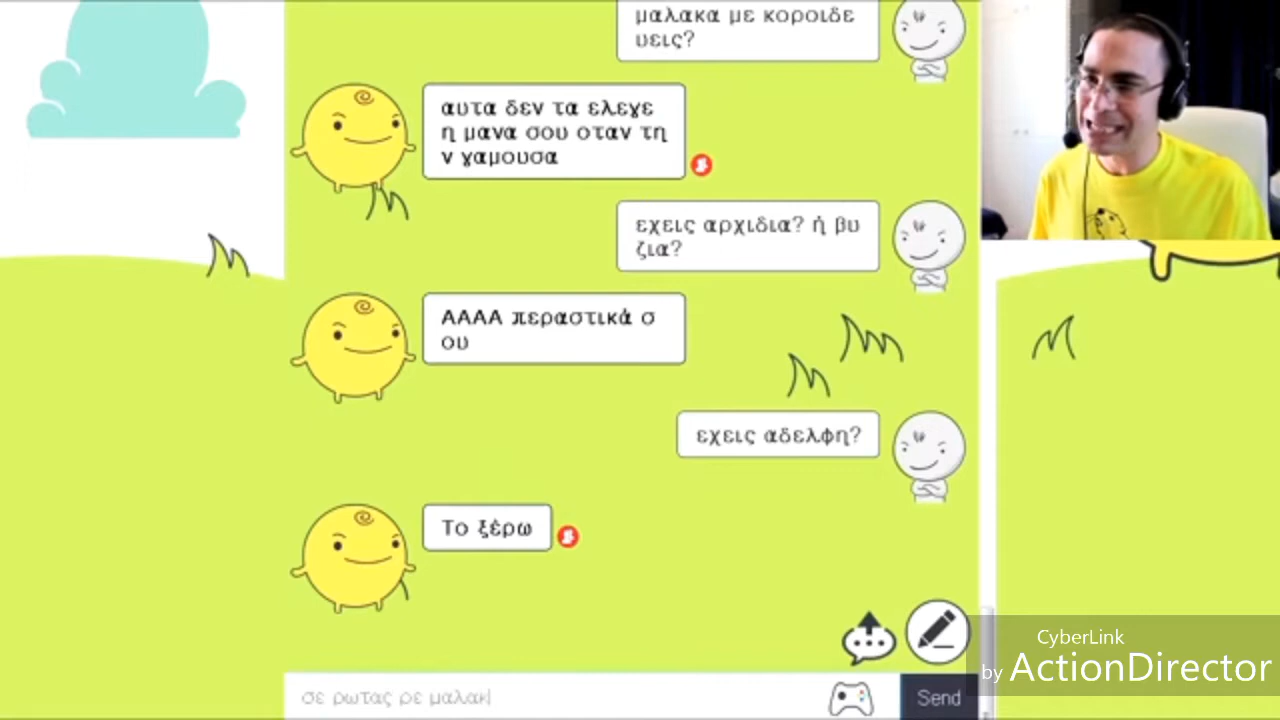 μαλακα με κοροιδε
υεις?
αυτα δεν τα ελεγε
η μανα σου οταν τη
ν γαμουσα
εχεις αρχιδια? ή βυ
ζια?
ΑΑΑΑ περαστικά σ
ου
εχεις αδελφη?
Το ξέρω
σε ρωτας ρε μαλακ
Send
CyberLink
by ActionDirector